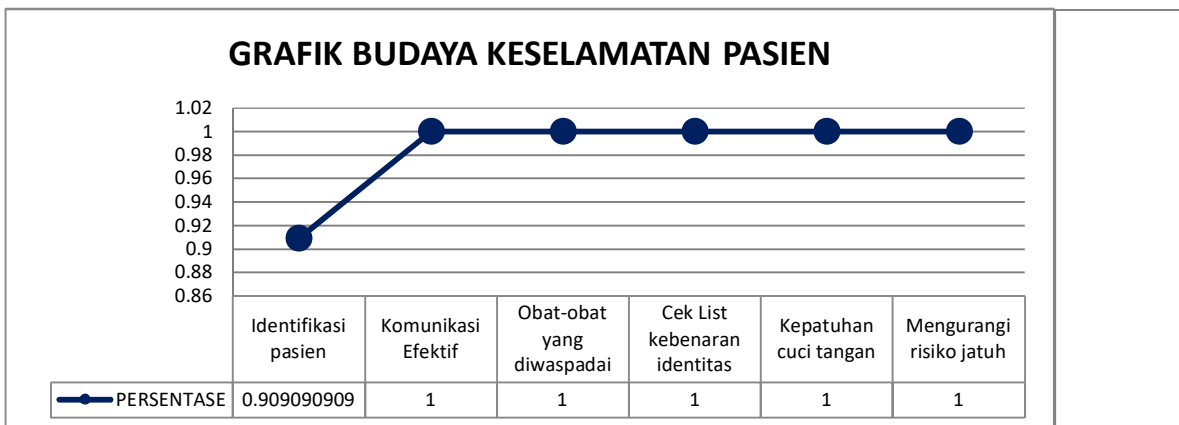 GRAFIK BUDAYA KESELAMATAN PASIEN
1.02
1
0.98
0.96
0.94
0.92
0.9
0.88
0.86
Identifikasi
pasien
Komunikasi
Efektif
Obat-obat
yang
diwaspadai
Cek List
kebenaran
identitas
Kepatuhan
cuci tangan
Mengurangi
risiko jatuh
PERSENTASE 0.909090909 1 1 1 1 1